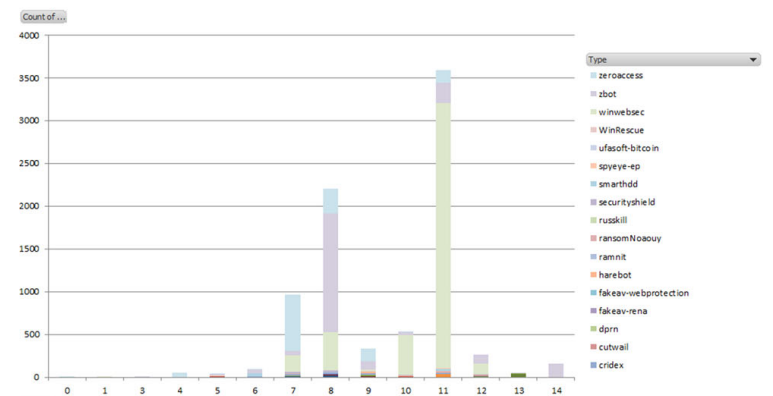 Count of ...
4000
3500
3000
2500
2000
1500
1000
500
0
0 1 3 4 5 6 7 8 9 10 11 12 13 14
Type
zeroaccess
zbot
winwebsec
WinRescue
ufasoft-bitcoin
spyeye-ep
smarthdd
securityshield
russkill
ransomNoaouy
ramnit
harebot
fakeav-webprotection
fakeav-rena
dprn
cutwail
cridex